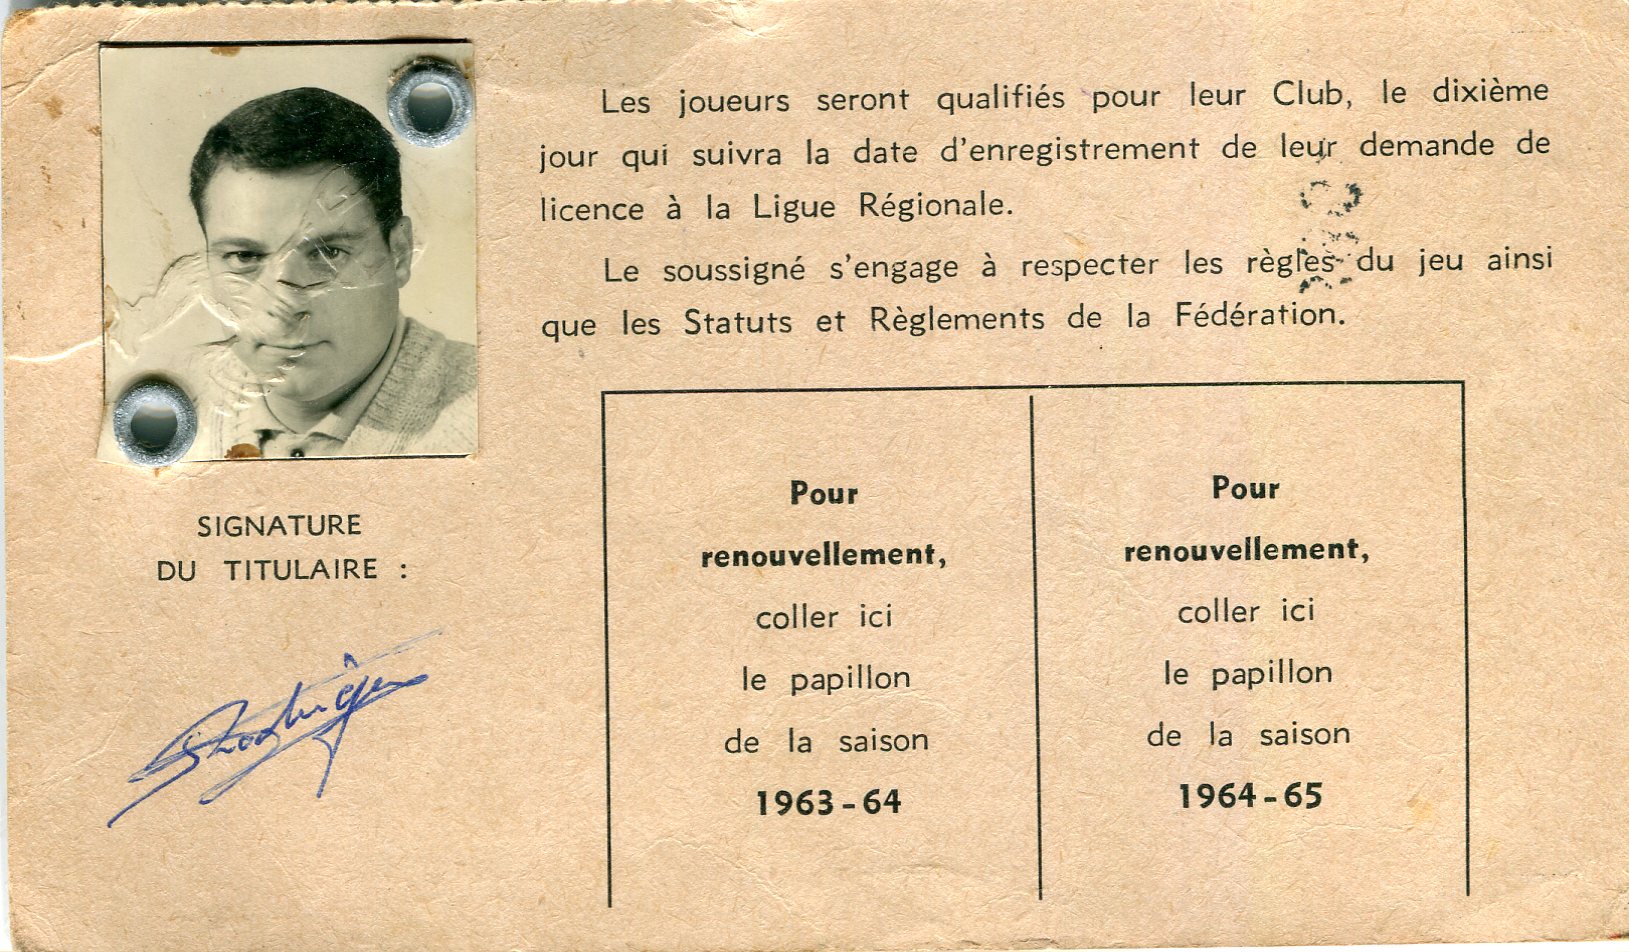 Les joueurs seront qualifiés pour leur Club, le dixième
jour qui suivra la date d'enregistrement de leur demande de
licence à la Ligue Régionale.
Le soussigné s'engage à respecter les règles du jeu ainsi
que les Statuts et Règlements de la Fédération.
SIGNATURE
DU TITULAIRE :
Pour
renouvellement,
coller ici
le papillon
de la saison
1963-64
Pour
renouvellement,
coller ici
le papillon
de la saison
1964-65